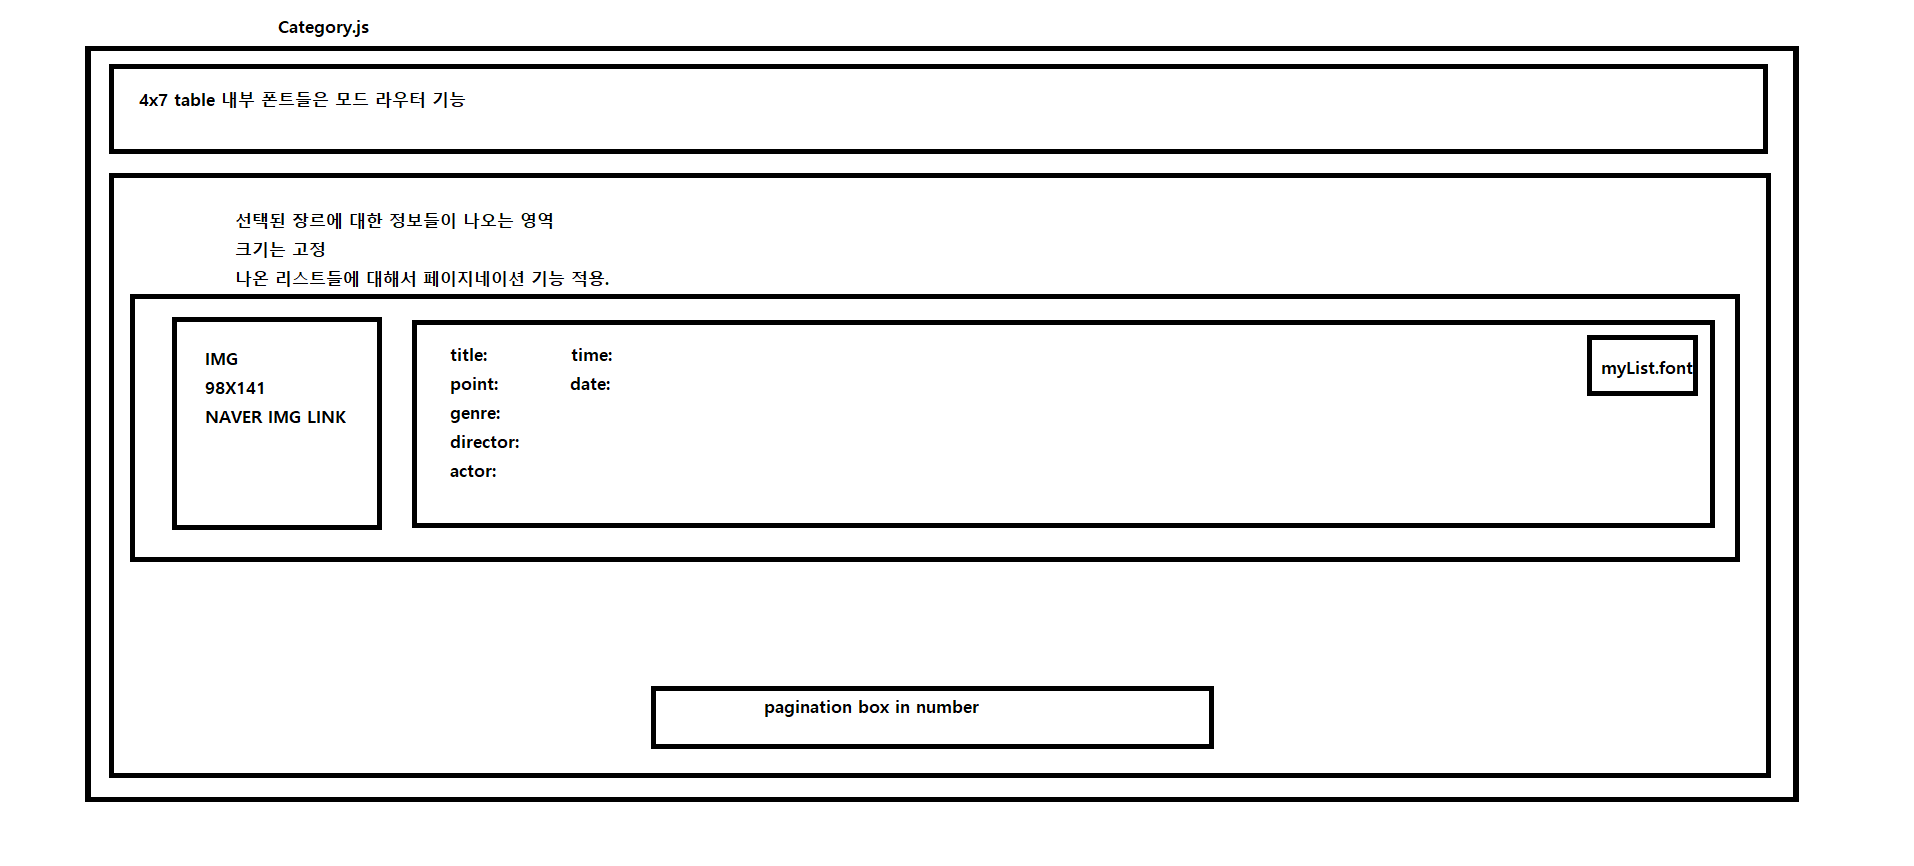 Category.js
4x7 table 내부 폰트들은 모드 라우터 기능
선택된 장르에 대한 정보들이 나오는 영역
크기는 고정
나온 리스트들에 대해서 페이지네이션 기능 적용.
IMG
98X141
NAVER IMG LINK
title: time:
point: date:
genre:
director:
actor:
myList.font
pagination box in number